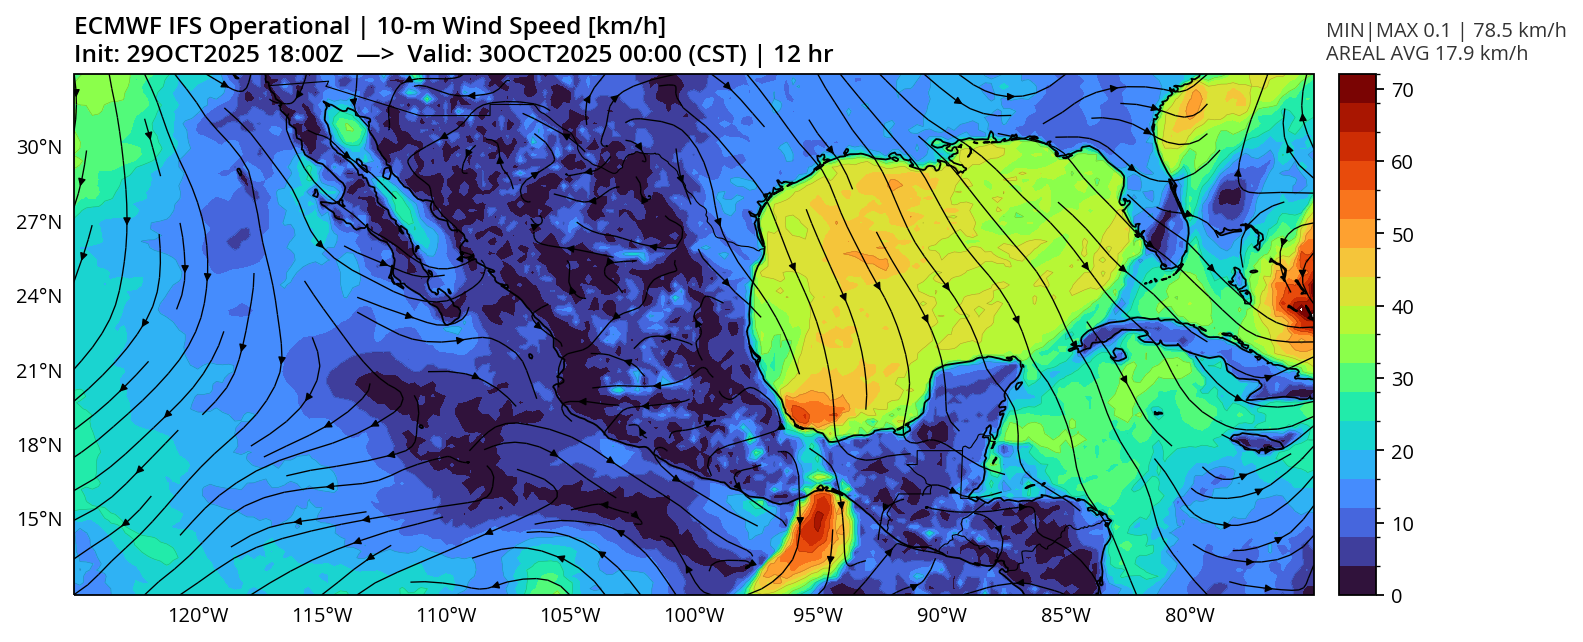 ECMWF IFS Operational | 10-m Wind Speed [km/h]
Init: 29OCT2025 18:00Z —> Valid: 30OCT2025 00:00 (CST) | 12 hr
MIN|MAX 0.1 | 78.5 km/h
AREAL AVG 17.9 km/h
30°N
27°N
24°N
21°N
18°N
15°N
120°W
115°W
110°W
105°W
100°W
95°W
90°W
85°W
80°W
70
60
50
40
30
20
10
0